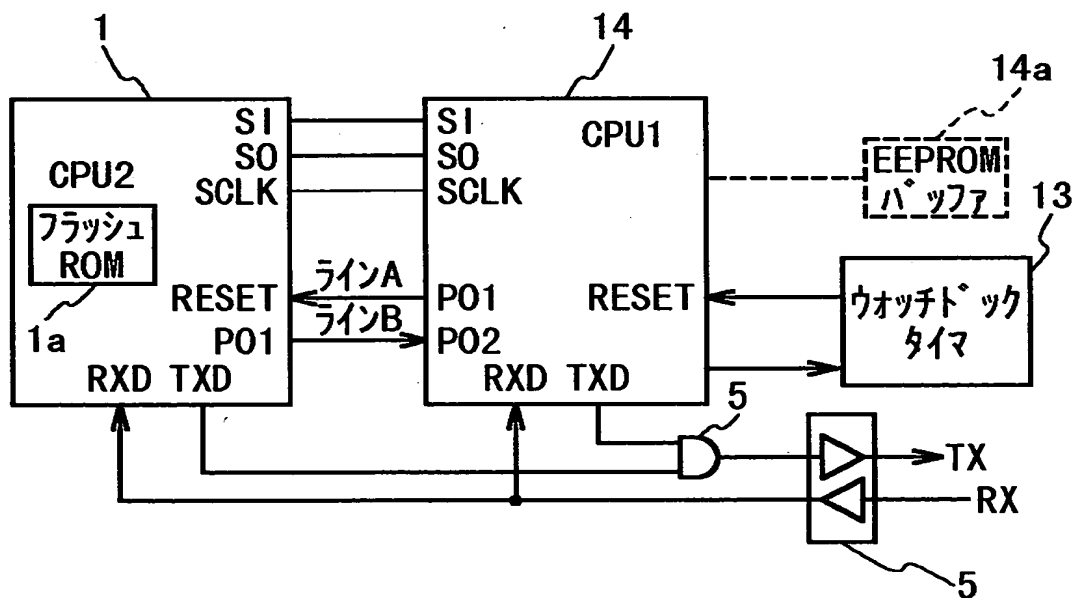 1
14
14a
SI
SO
SCLK
CPU2
フラッシュ
ROM
1a
RESET
PO1
RXD TXD
ラインA
ラインB
SI
SO
SCLK
CPU1
PO1
PO2
RESET
RXD TXD
EEPROM
バッファ
13
ウォッチドック
タイマ
5
TX
RX
5